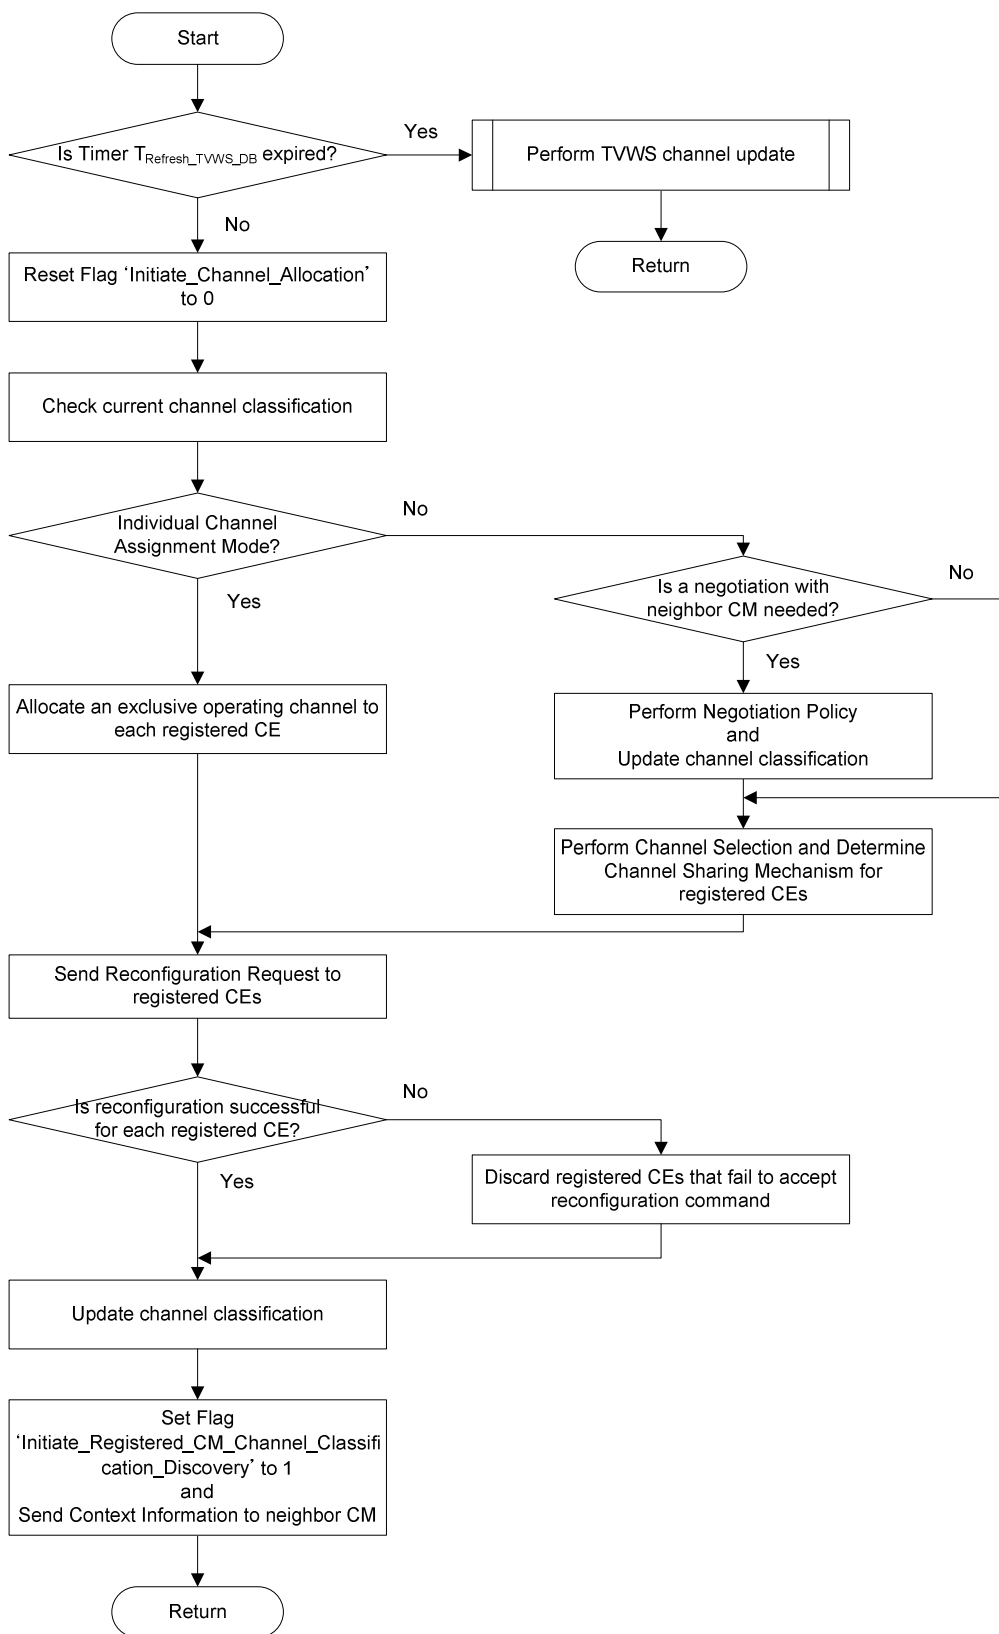 Start
Is Timer TRefresh_TVWS_DB expired?
Yes
Perform TVWS channel update
No
Return
Reset Flag ‘Initiate_Channel_Allocation’
to 0
Check current channel classification
Individual Channel
Assignment Mode?
No
Is a negotiation with
neighbor CM needed?
No
Yes
Yes
Allocate an exclusive operating channel to
each registered CE
Perform Negotiation Policy
and
Update channel classification
Perform Channel Selection and Determine
Channel Sharing Mechanism for
registered CEs
Send Reconfiguration Request to
registered CEs
Is reconfiguration successful
for each registered CE?
No
Yes
Discard registered CEs that fail to accept
reconfiguration command
Update channel classification
Set Flag
‘Initiate_Registered_CM_Channel_Classifi
cation_Discovery’ to 1
and
Send Context Information to neighbor CM
Return